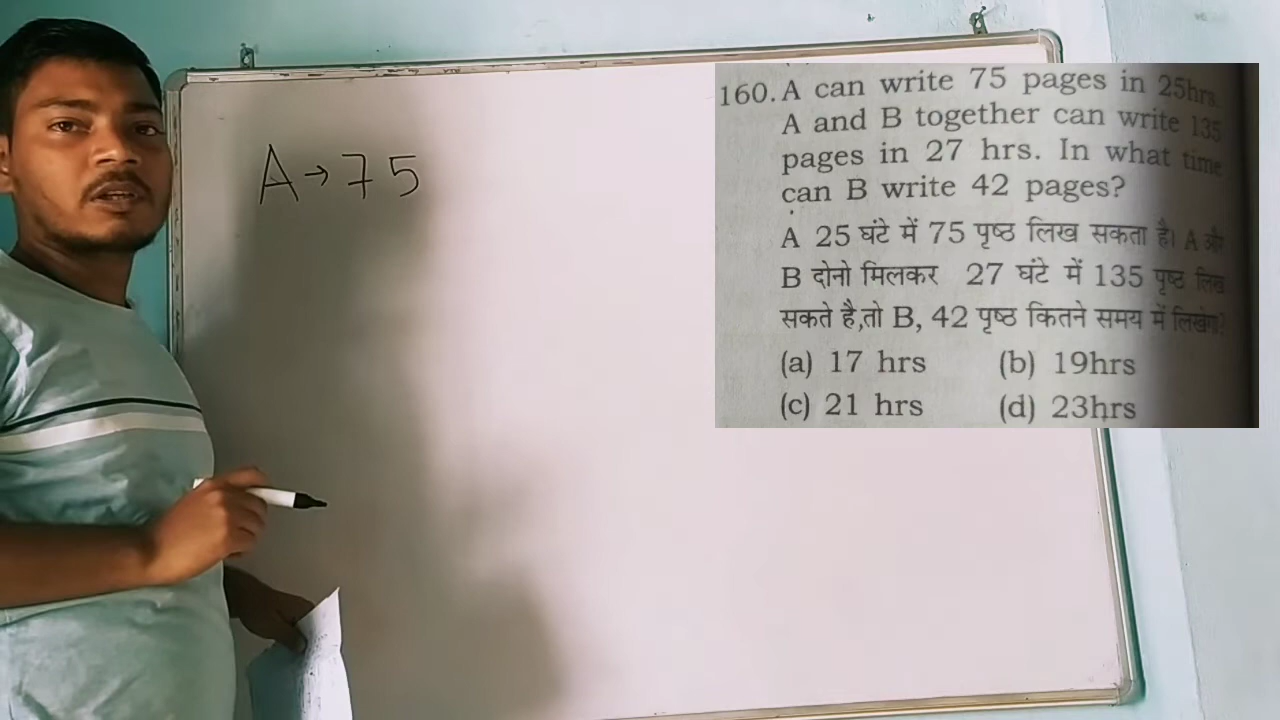 A → 75
160. A can write 75 pages in 25hrs.
A and B together can write 135
pages in 27 hrs. In what time
can B write 42 pages?
A 25 घंटे में 75 पृष्ठ लिख सकता है। A और
B दोनो मिलकर 27 घंटे में 135 पृष्ठ लिख
सकते है,तो B, 42 पृष्ठ कितने समय में लिखेगा?
(a) 17 hrs (b) 19hrs
(c) 21 hrs (d) 23hrs